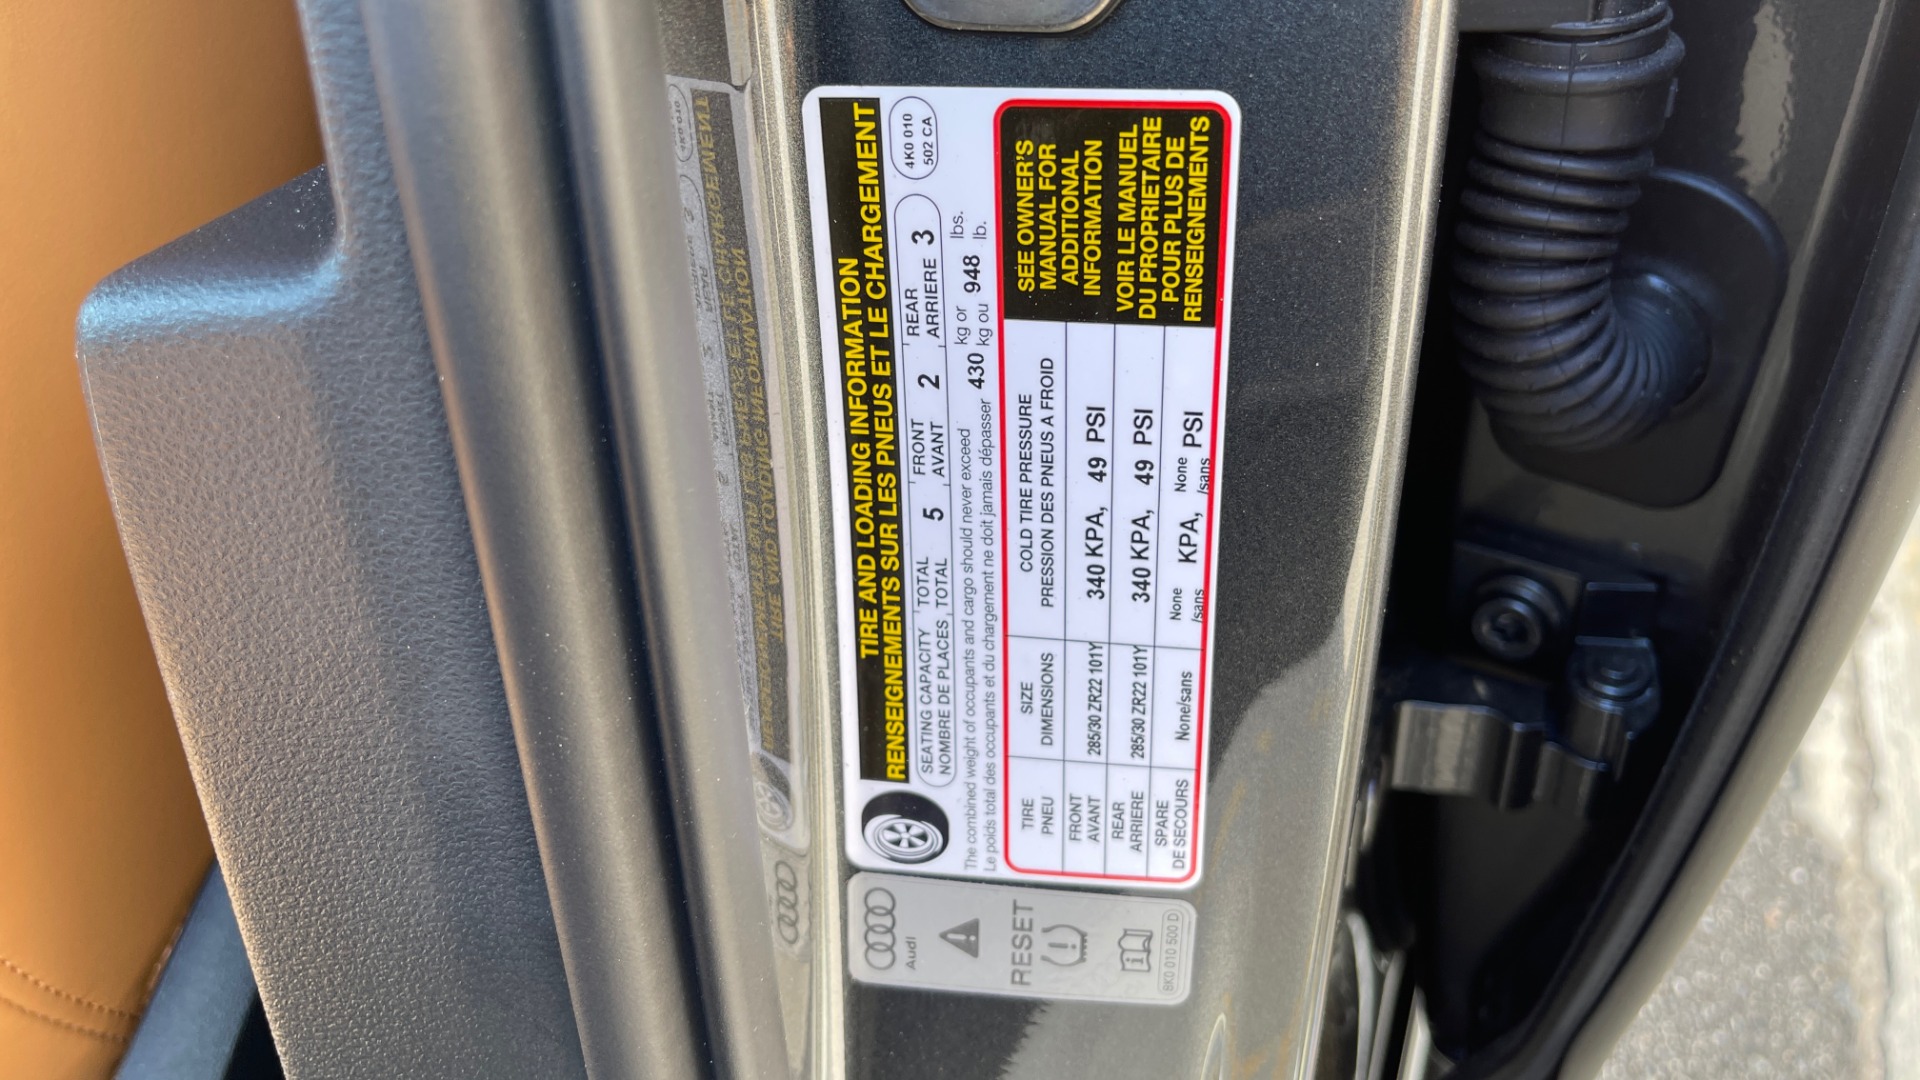 TIRE AND LOADING INFORMATION
RENSEIGNEMENTS SUR LES PNEUS ET LE CHARGEMENT
SEATING CAPACITY TOTAL 5 FRONT 2 REAR 3
NOMBRE DE PLACES TOTAL AVANT ARRIERE
4K0 010
502 CA
The combined weight of occupants and cargo should never exceed 430 kg or 948 lbs.
Le poids total des occupants et du chargement ne doit jamais dépasser kg ou lb.
TIRE SIZE COLD TIRE PRESSURE
PNEU DIMENSIONS PRESSION DES PNEUS A FROID
FRONT
AVANT 285/30 ZR22 101Y 340 KPA, 49 PSI
REAR
ARRIERE 285/30 ZR22 101Y 340 KPA, 49 PSI
SPARE
DE SECOURS None/sans None /sans KPA, None /sans PSI
SEE OWNER'S
MANUAL FOR
ADDITIONAL
INFORMATION
VOIR LE MANUEL
DU PROPRIETAIRE
POUR PLUS DE
RENSEIGNEMENTS
Audi
RESET
8K0 010 500 D